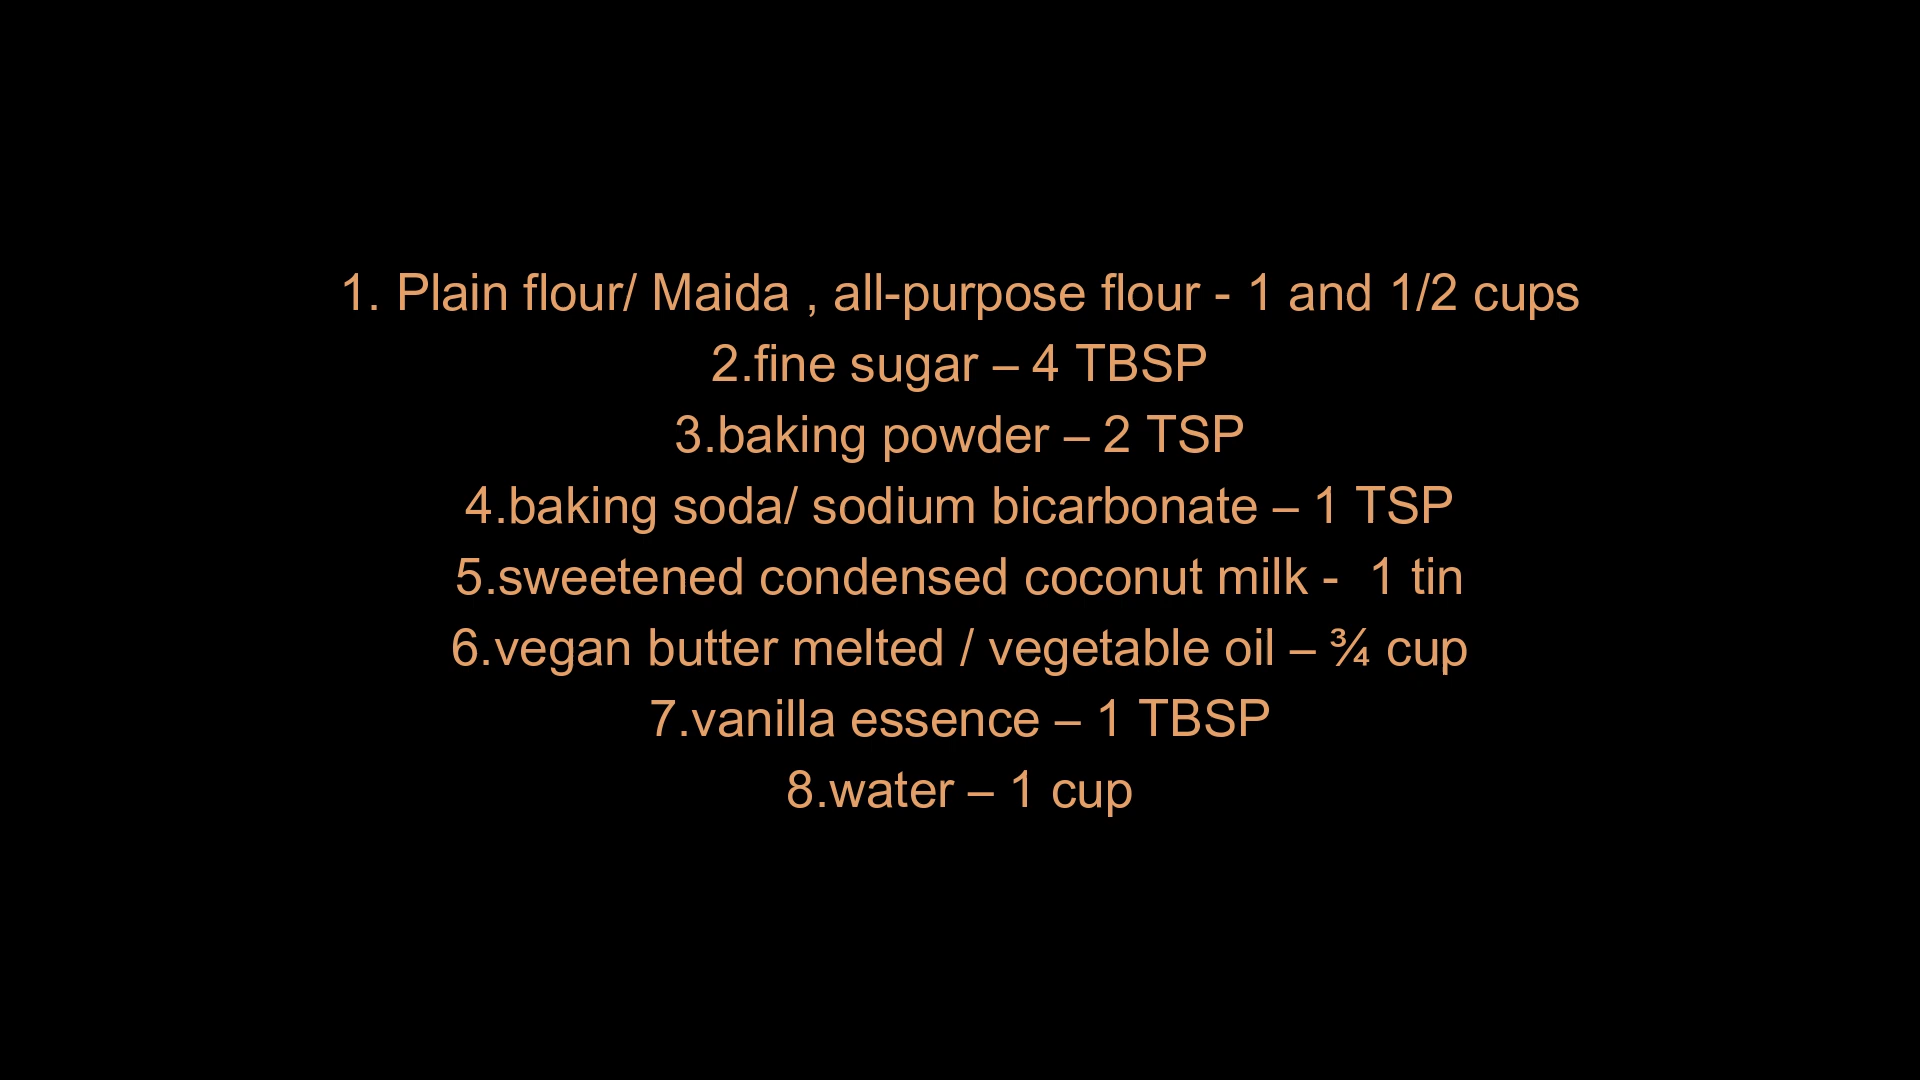 1. Plain flour/ Maida , all-purpose flour - 1 and 1/2 cups
2.fine sugar – 4 TBSP
3.baking powder – 2 TSP
4.baking soda/ sodium bicarbonate – 1 TSP
5.sweetened condensed coconut milk -  1 tin
6.vegan butter melted / vegetable oil – ¾ cup
7.vanilla essence – 1 TBSP
8.water – 1 cup